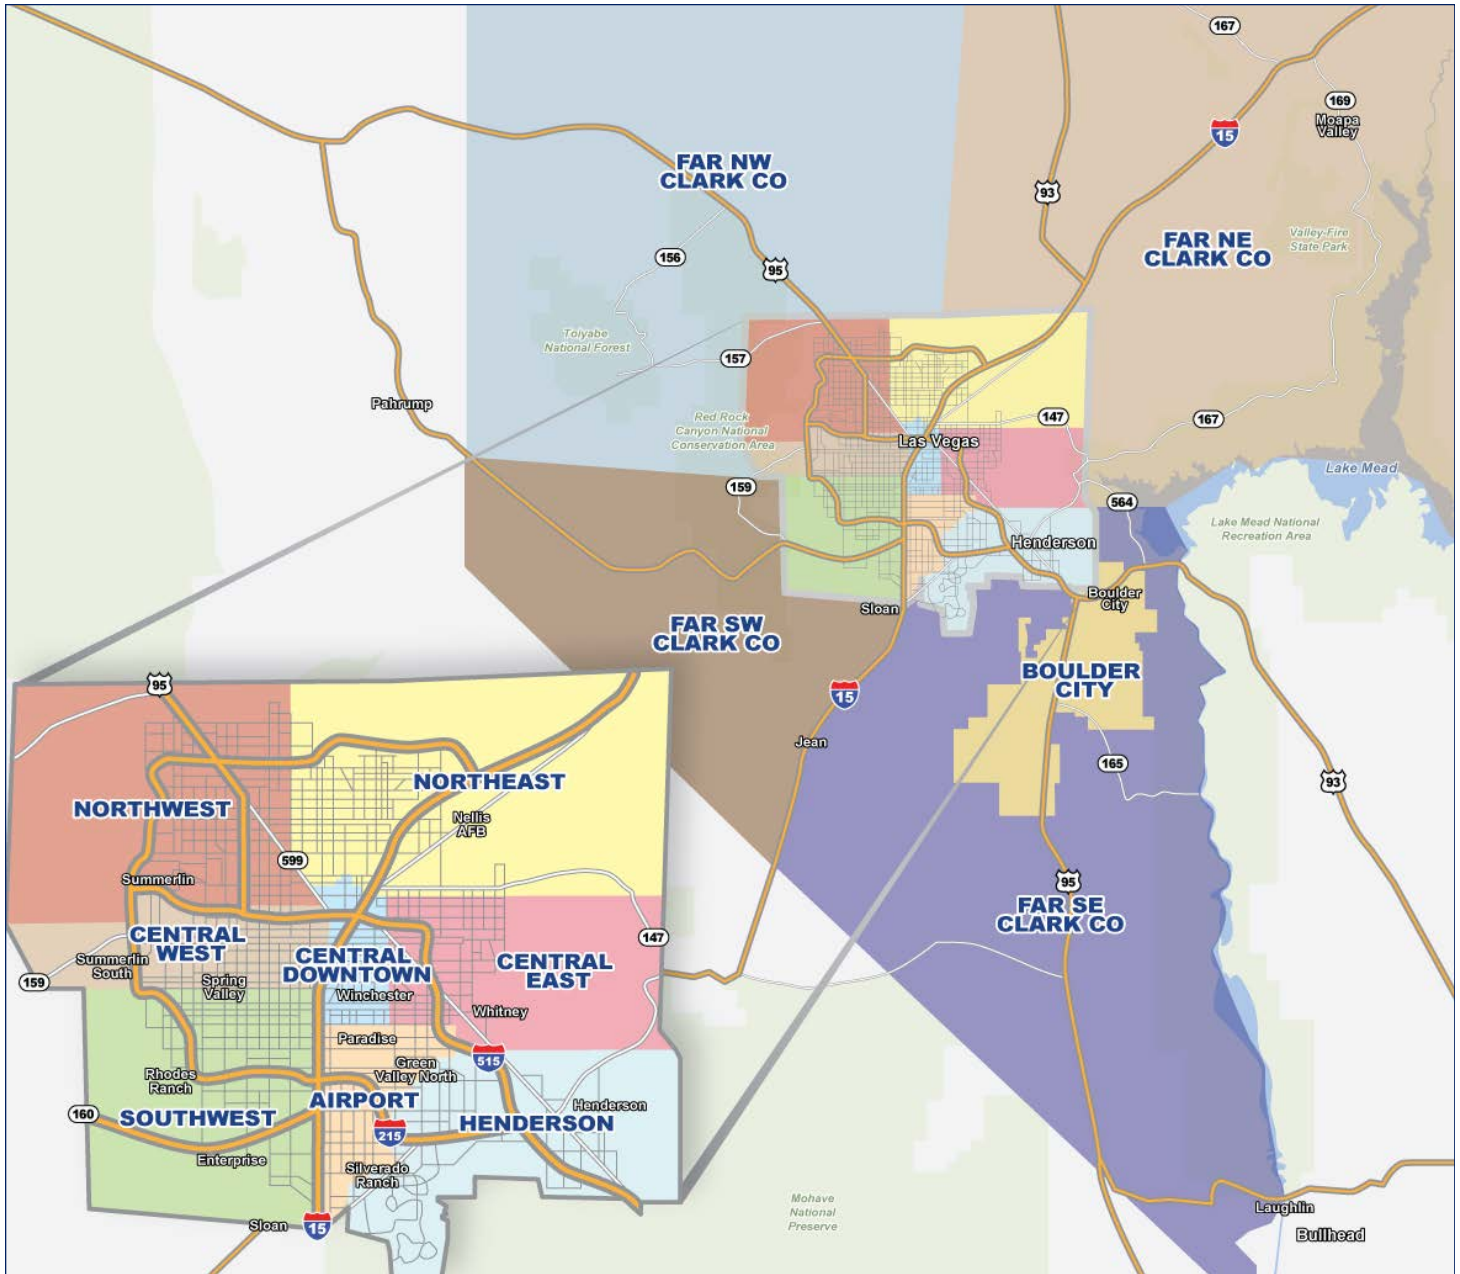 167
169
Moapa
Valley
15
FAR NW
CLARK CO
93
FAR NE
CLARK CO
Valley-Fire
State Park
156
95
Toiyabe
National Forest
157
Pahrump
Red Rock
Canyon National
Conservation Area
147
167
Las Vegas
Lake Mead
159
564
Lake Mead National
Recreation Area
Henderson
Boulder
City
Sloan
FAR SW
CLARK CO
BOULDER
CITY
15
Jean
165
93
95
FAR SE
CLARK CO
Mohave
National
Preserve
Laughlin
Bullhead
95
NORTHEAST
NORTHWEST
Nellis
AFB
599
Summerlin
CENTRAL
WEST
147
CENTRAL
DOWNTOWN
CENTRAL
EAST
Summerlin
South
159
Spring
Valley
Winchester
Whitney
Paradise
515
Green
Valley North
Rhodes
Ranch
AIRPORT
Henderson
160
SOUTHWEST
HENDERSON
215
Enterprise
Silverado
Ranch
Sloan
15